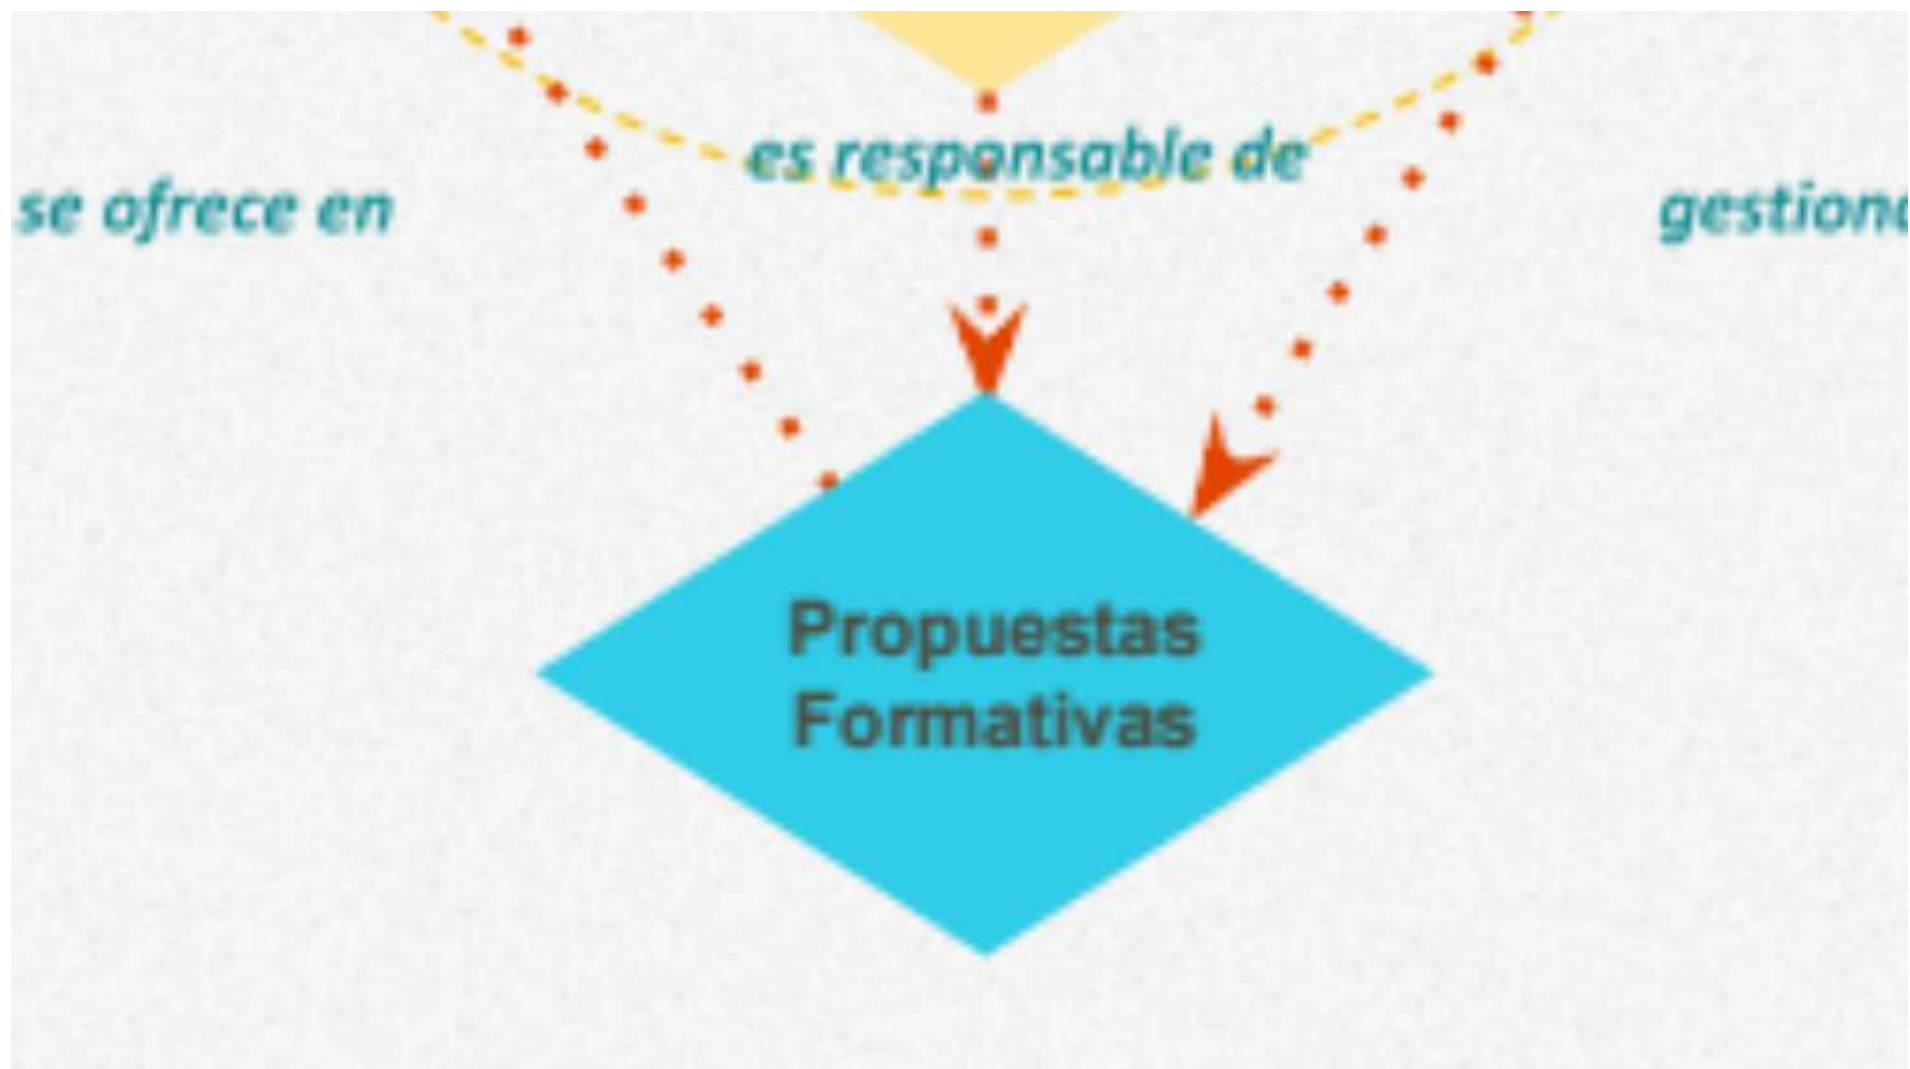 es responsable de
se ofrece en
Propuestas
Formativas